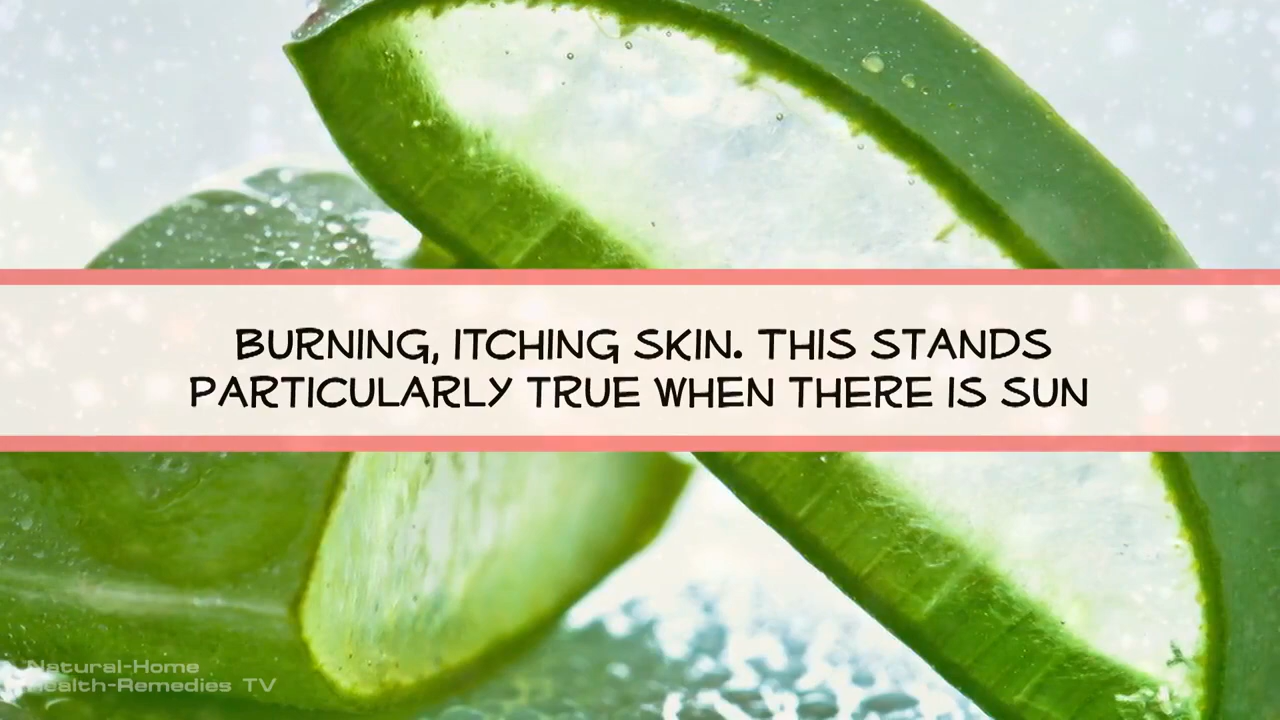 BURNING, ITCHING SKIN. THIS STANDS
PARTICULARLY TRUE WHEN THERE IS SUN
Natural-Home
Health-Remedies TV